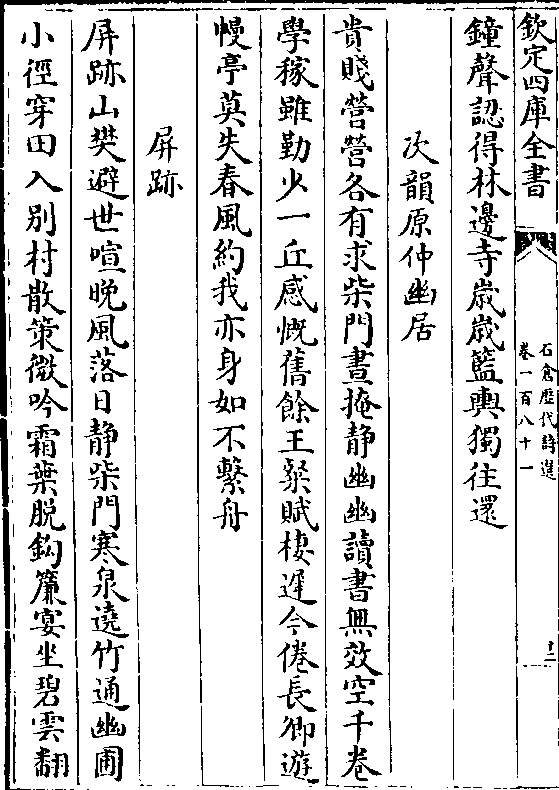 欽定四庫全書
石倉歷代詩選
卷一百八十一
十二
鐘聲認得林邊寺歲歲籃輿獨往還
次韻原仲幽居
貴賤營營各有求柴門晝掩静幽幽讀書無效空千卷
學稼雖勤少一丘感慨舊餘王粲賦棲遲今倦長卿遊
幔亭莫失春風約我亦身如不繫舟
屏跡
屏跡山樊避世喧晚風落日静柴門寒泉遶竹通幽圃
小徑穿田入别村散策微吟霜葉脱鈎簾宴坐碧雲翻